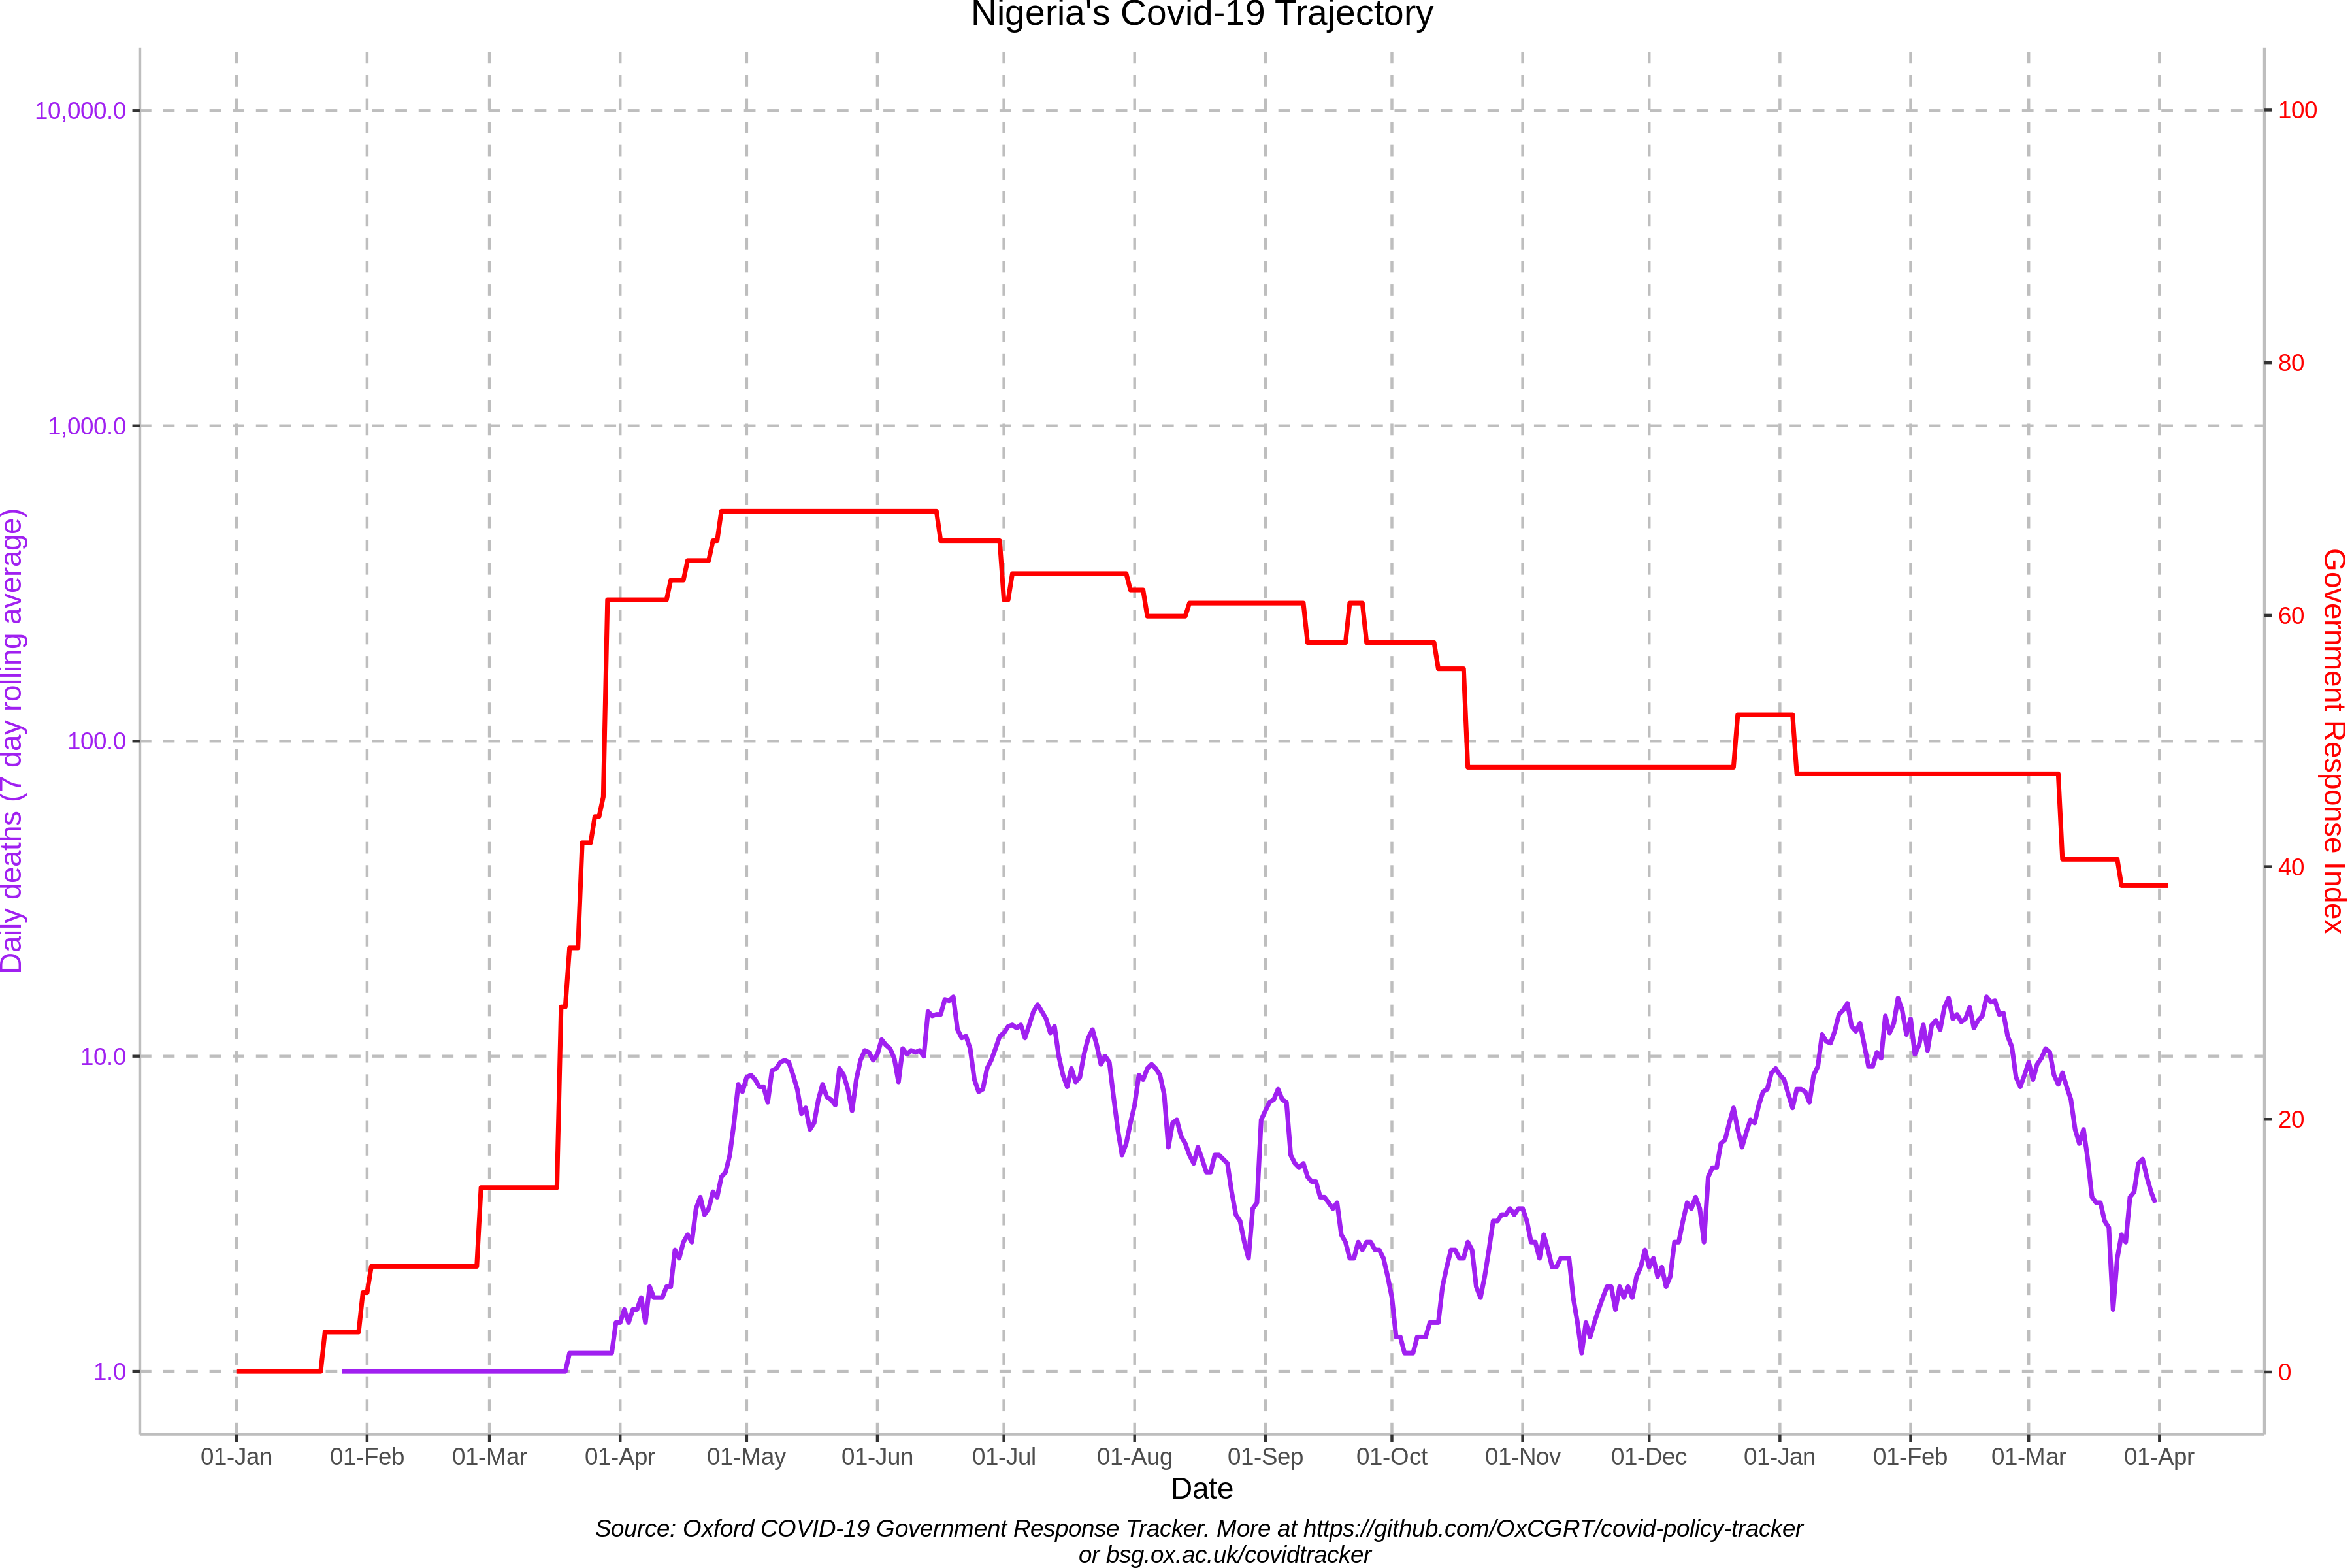 Nigeria's Covid-19 Trajectory
10,000.0
1,000.0
100.0
10.0
1.0
Daily deaths (7 day rolling average)
100
80
60
40
20
0
Government Response Index
01-Jan 01-Feb 01-Mar 01-Apr 01-May 01-Jun 01-Jul 01-Aug 01-Sep 01-Oct 01-Nov 01-Dec 01-Jan 01-Feb 01-Mar 01-Apr
Date
Source: Oxford COVID-19 Government Response Tracker. More at https://github.com/OxCGRT/covid-policy-tracker
or bsg.ox.ac.uk/covidtracker